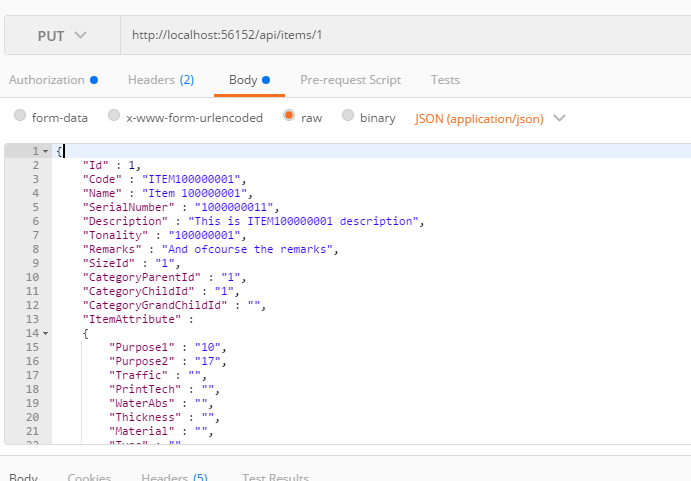 PUT http://localhost:56152/api/items/1
Authorization Headers (2) Body Pre-request Script Tests
form-data x-www-form-urlencoded raw binary JSON (application/json)
1 {
2 "Id" : 1,
3 "Code" : "ITEM100000001",
4 "Name" : "Item 100000001",
5 "SerialNumber" : "1000000011",
6 "Description" : "This is ITEM100000001 description",
7 "Tonality" : "100000001",
8 "Remarks" : "And ofcourse the remarks",
9 "SizeId" : "1",
10 "CategoryParentId" : "1",
11 "CategoryChildId" : "1",
12 "CategoryGrandChildId" : "",
13 "ItemAttribute" :
14 {
15 "Purpose1" : "10",
16 "Purpose2" : "17",
17 "Traffic" : "",
18 "PrintTech" : "",
19 "WaterAbs" : "",
20 "Thickness" : "",
21 "Material" : "",
22 "Type" : ""
Body Cookies Headers (5) Test Results